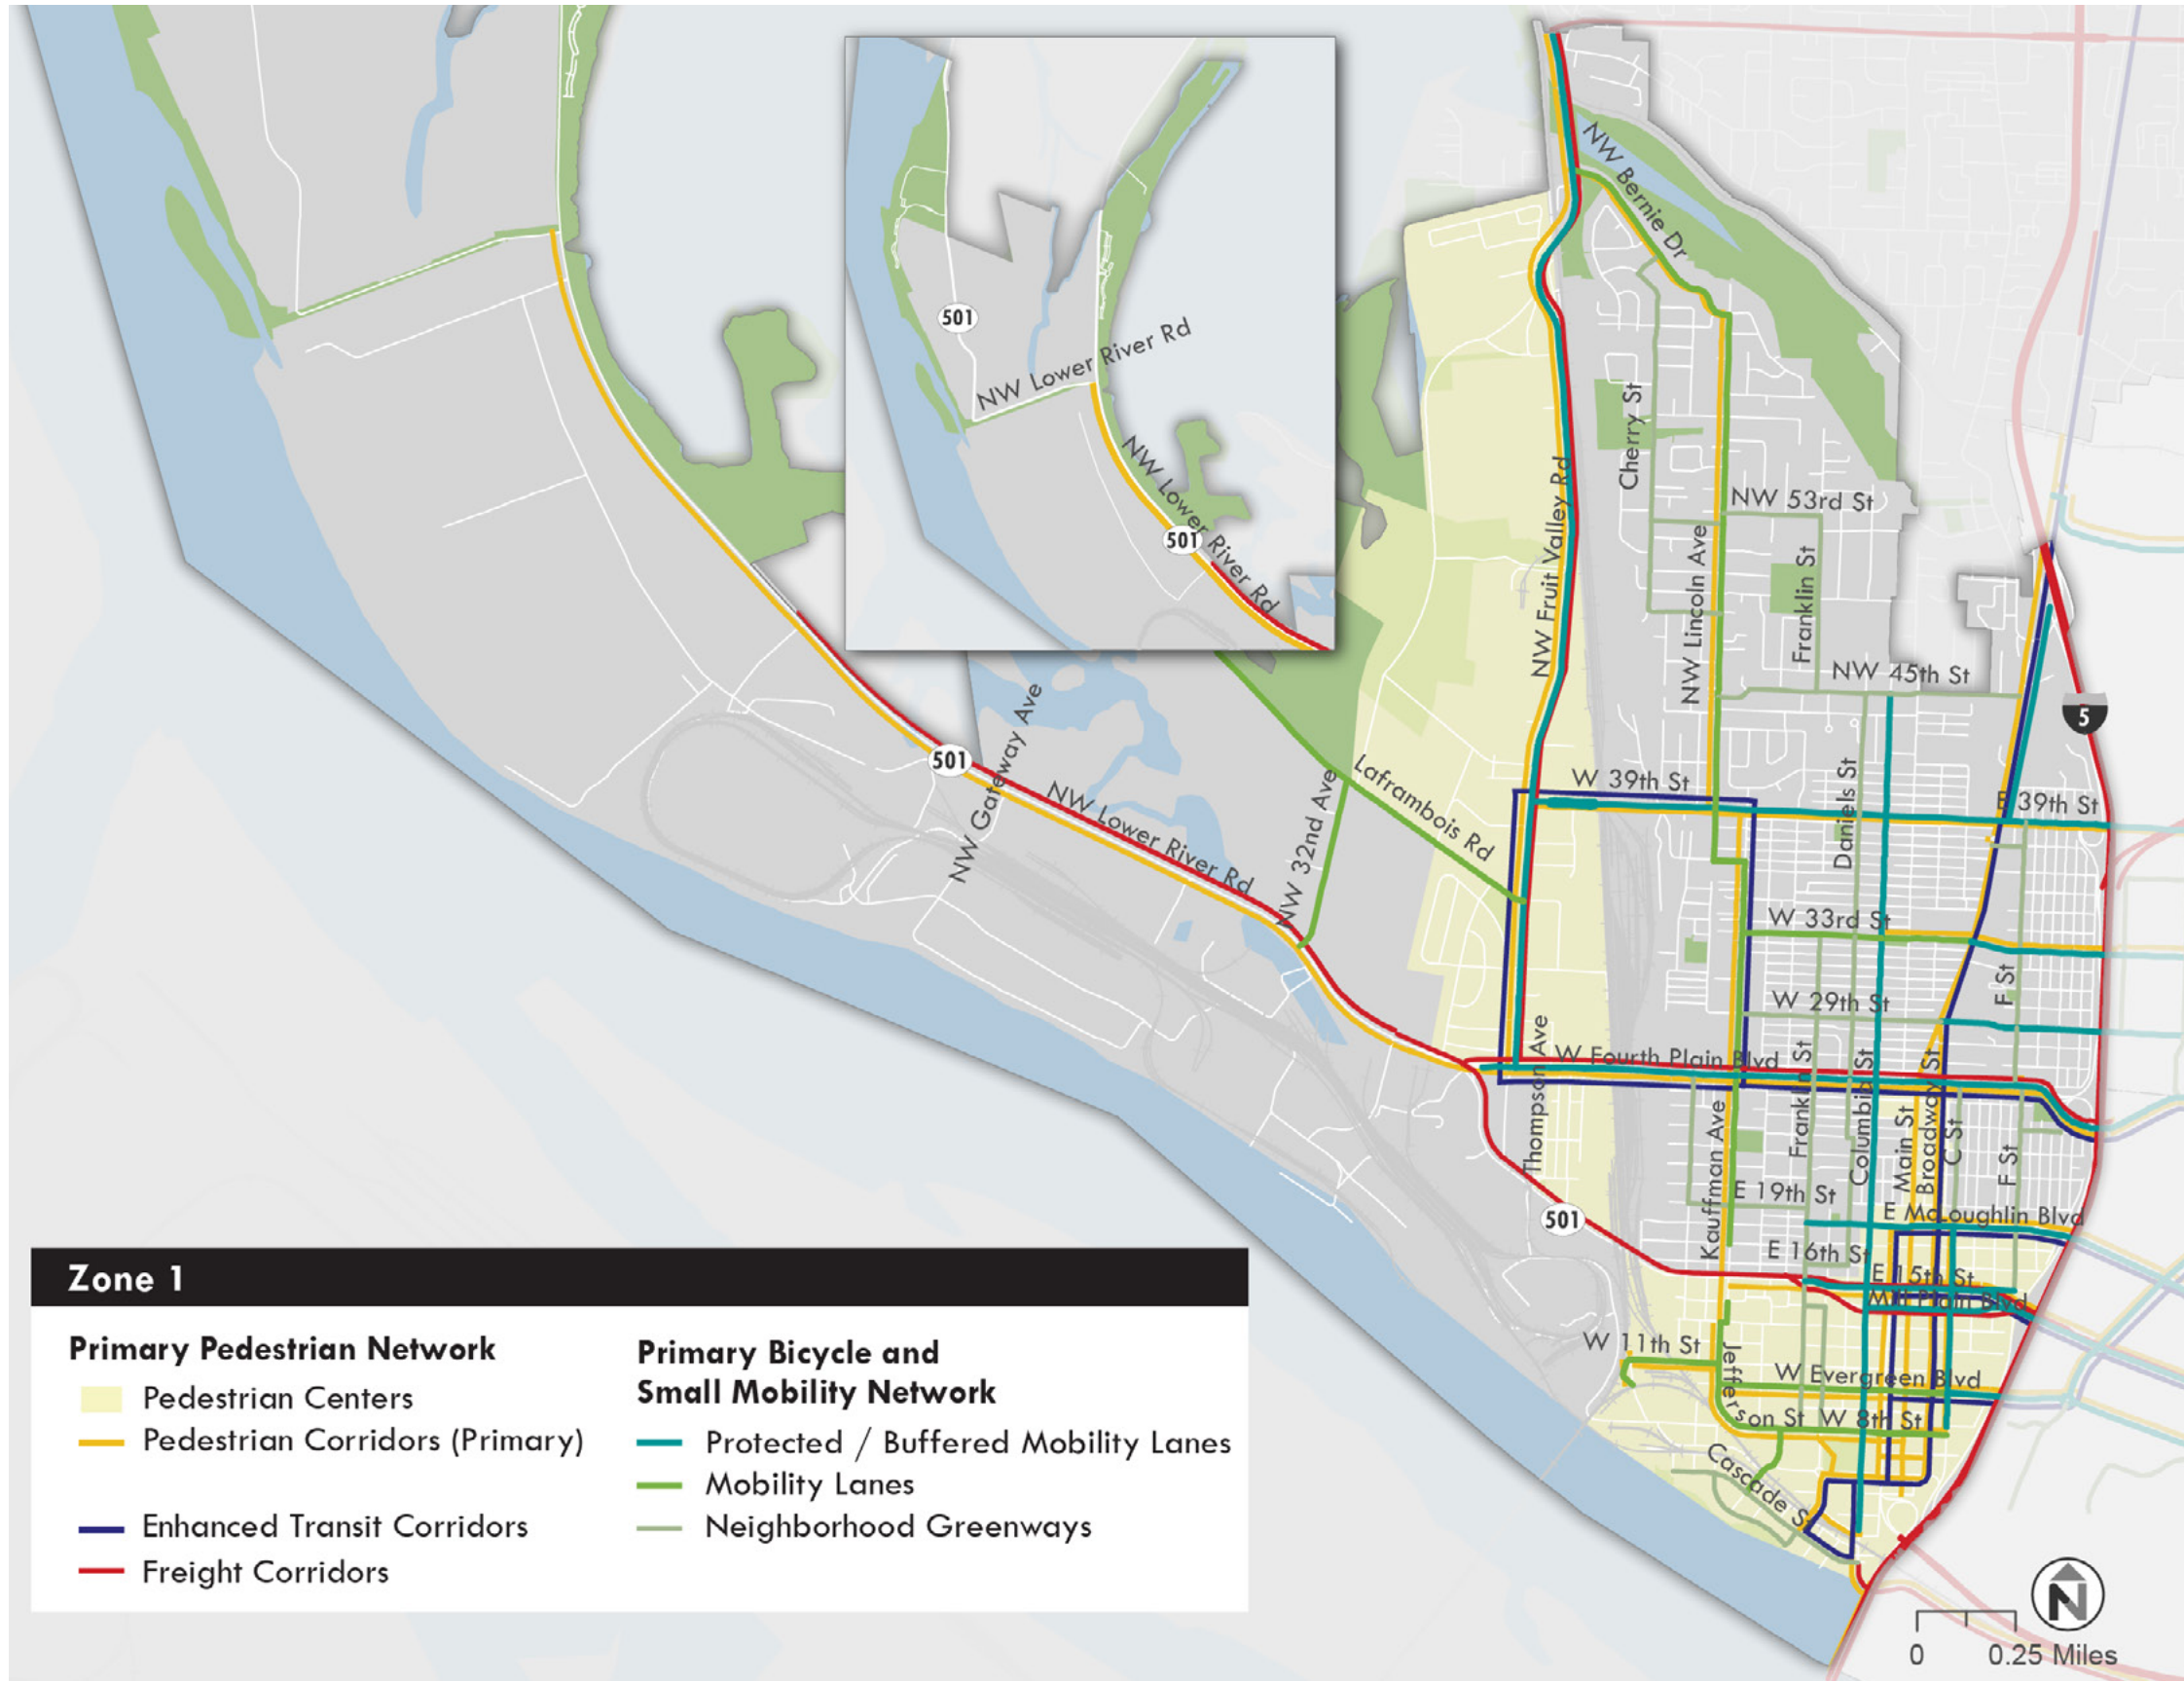 NW Bernie Dr
501
NW Lower River Rd
NW Lower River Rd
501
Cherry St
NW Fruit Valley Rd
NW 53rd St
NW Lincoln Ave
Franklin St
NW 45th St
5
NW Gateway Ave
501
NW Lower River Rd
NW 32nd Ave
Laframbois Rd
W 39th St
E 39th St
Daniels St
W 33rd St
F St
W 29th St
Thompson Ave
W Fourth Plain Blvd
Kauffman Ave
Franklin St
Columbia St
Main St
Broadway St
C St
F St
E 19th St
501
E McLoughlin Blvd
E 16th St
E 15th St
Mill Plain Blvd
W 11th St
Jefferson St
W Evergreen Blvd
W 8th St
Cascade St
Zone 1
Primary Pedestrian Network
Pedestrian Centers
Pedestrian Corridors (Primary)
Enhanced Transit Corridors
Freight Corridors
Primary Bicycle and
Small Mobility Network
Protected / Buffered Mobility Lanes
Mobility Lanes
Neighborhood Greenways
N
0 0.25 Miles